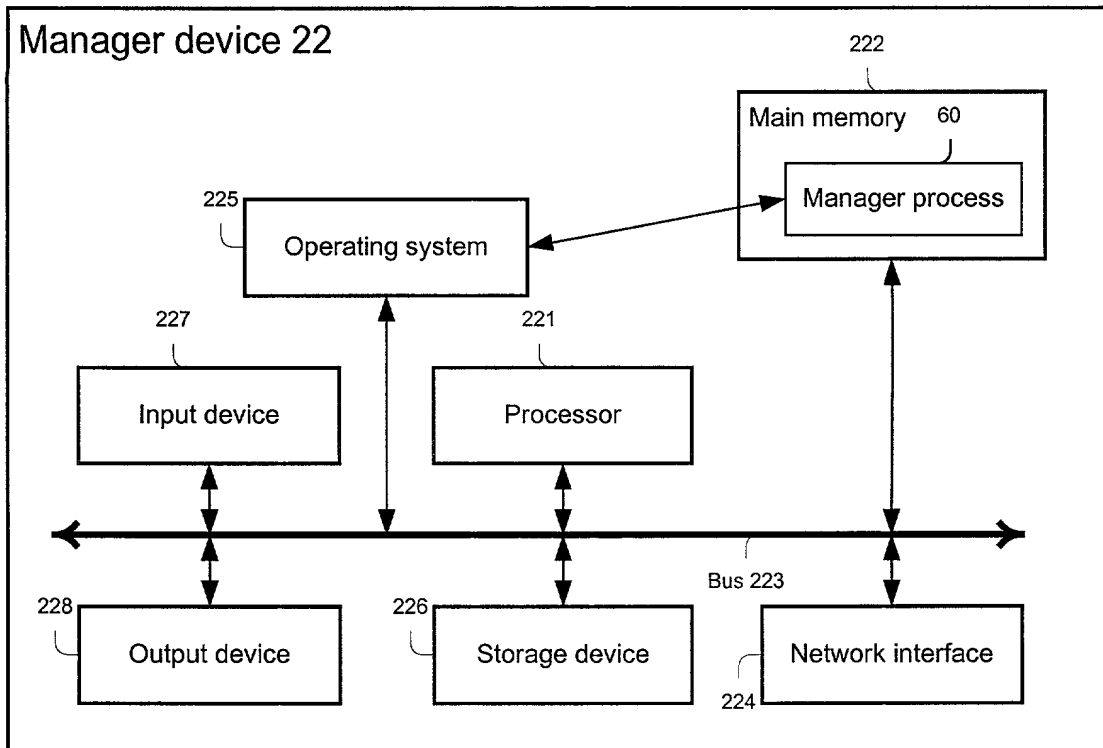 Manager device 22
222
Main memory
60
Manager process
225
Operating system
227
221
Input device
Processor
Bus 223
228
Output device
226
Storage device
Network interface
224